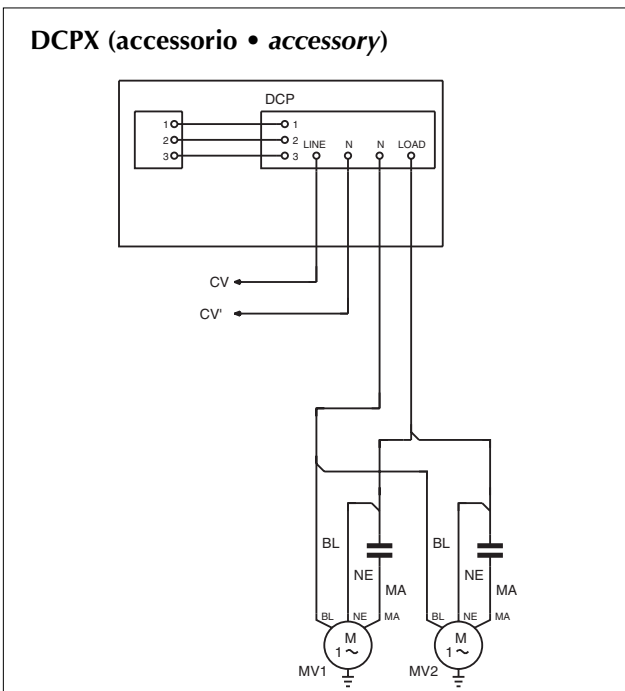 DCPX (accessorio • accessory)
DCP
1 1
2 2 LINE N N LOAD
3 3
CV
CV'
BL BL
NE NE
MA MA
BL NE MA BL NE MA
M M
1 ~ 1 ~
MV1 MV2